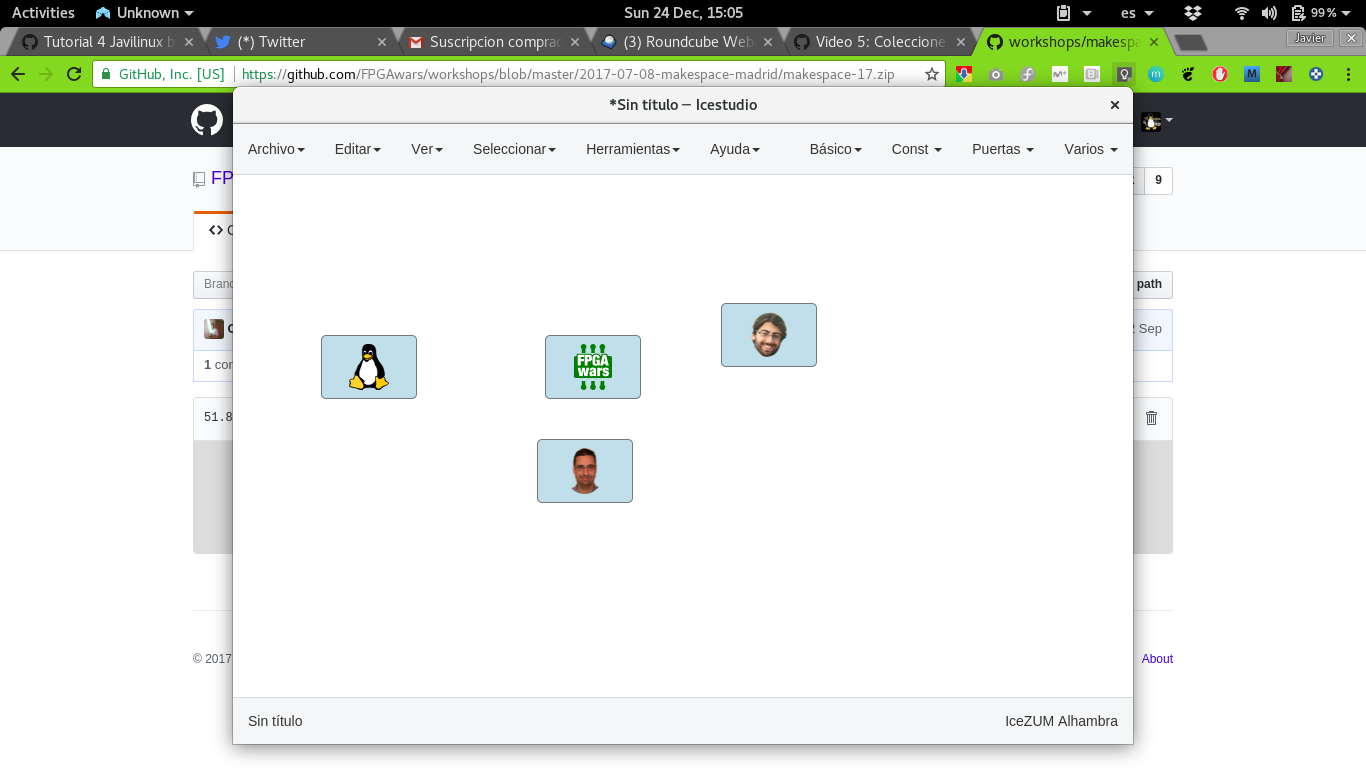 Activities Unknown Sun 24 Dec, 15:05 es 99%
Tutorial 4 Javilinux b (*) Twitter Suscripcion comprad (3) Roundcube Web Video 5: Coleccione workshops/makespa Javier
GitHub, Inc. [US] https://github.com/FPGAwars/workshops/blob/master/2017-07-08-makespace-madrid/makespace-17.zip
*Sin título – Icestudio
Archivo Editar Ver Seleccionar Herramientas Ayuda Básico Const Puertas Varios
FP 9
Branc path
Sep
1 con
FPGA
wars
51.8
© 2017 About
Sin título IceZUM Alhambra